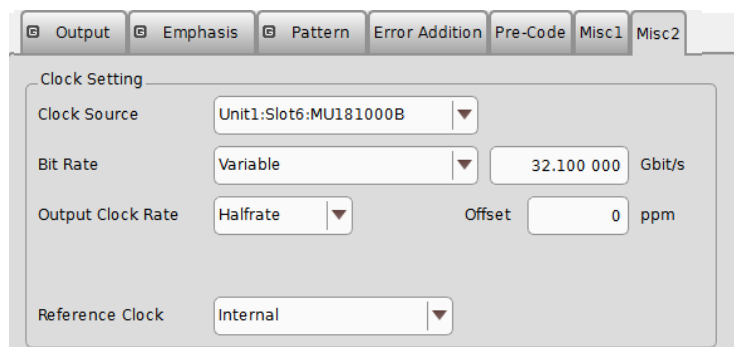 G Output G Emphasis G Pattern Error Addition Pre-Code Misc1 Misc2
Clock Setting
Clock Source Unit1:Slot6:MU181000B
Bit Rate Variable 32.100 000 Gbit/s
Output Clock Rate Halfrate Offset 0 ppm
Reference Clock Internal